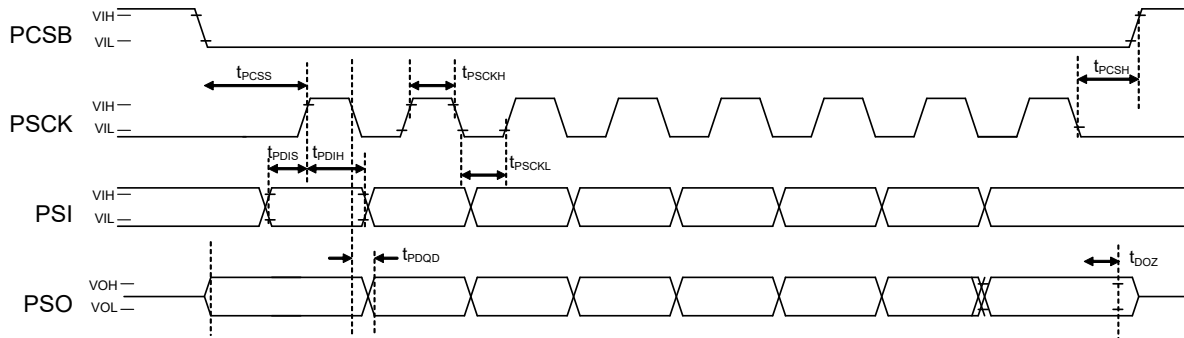 VIH
PCSB
VIL
tPCSS
tPSCKH
tPCSH
VIH
PSCK
VIL
tPDIS
tPDIH
tPSCKL
VIH
PSI
VIL
tPDQD
tDOZ
VOH
PSO
VOL